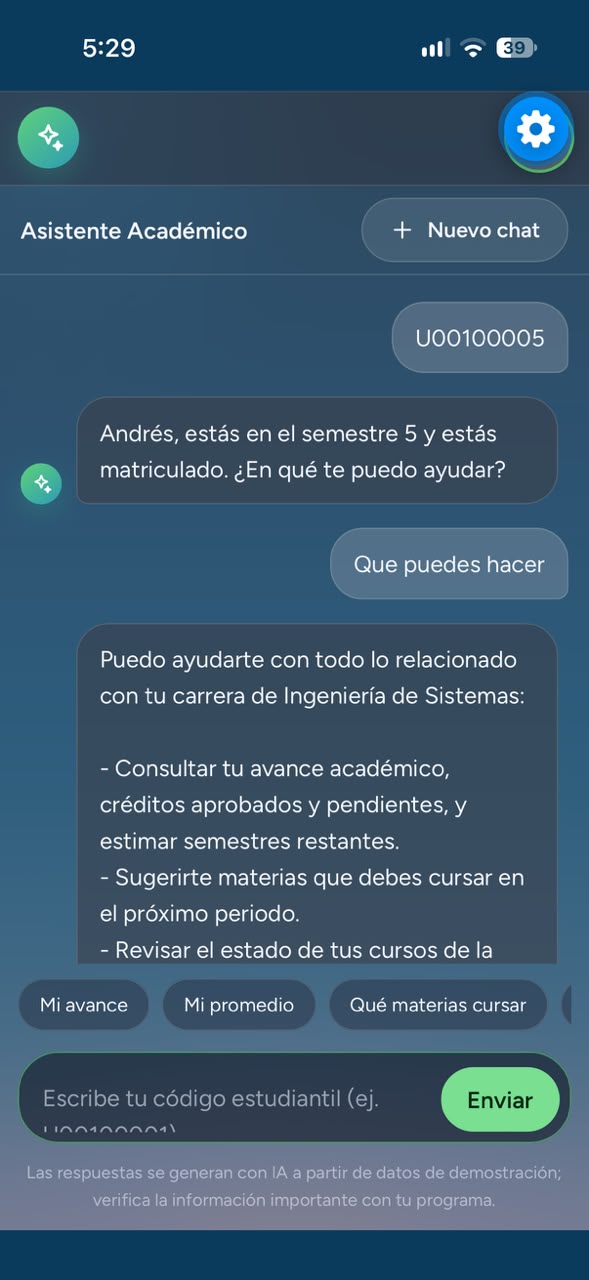 5:29
39
Asistente Académico
+ Nuevo chat
U00100005
Andrés, estás en el semestre 5 y estás
matriculado. ¿En qué te puedo ayudar?
Que puedes hacer
Puedo ayudarte con todo lo relacionado
con tu carrera de Ingeniería de Sistemas:
- Consultar tu avance académico,
créditos aprobados y pendientes, y
estimar semestres restantes.
- Sugerirte materias que debes cursar en
el próximo periodo.
- Revisar el estado de tus cursos de la
Mi avance
Mi promedio
Qué materias cursar
Escribe tu código estudiantil (ej.
U00100001)
Enviar
Las respuestas se generan con IA a partir de datos de demostración;
verifica la información importante con tu programa.